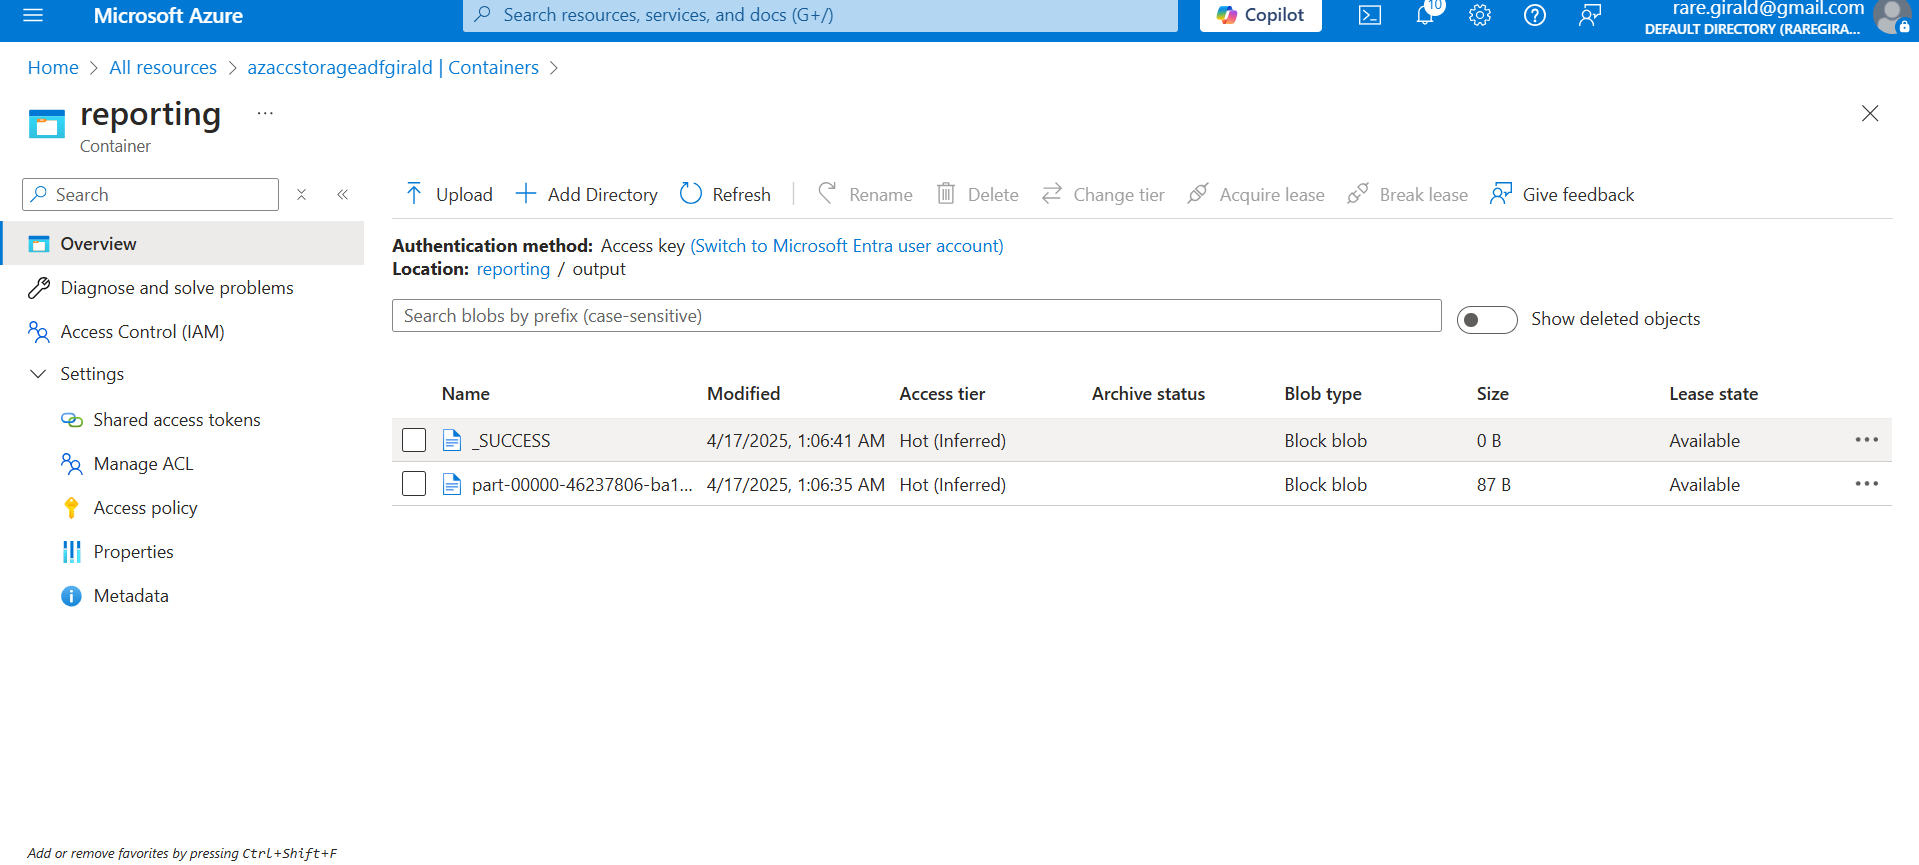 Microsoft Azure
Search resources, services, and docs (G+/)
Copilot
10
rare.girald@gmail.com
DEFAULT DIRECTORY (RAREGIRA...
Home > All resources > azaccstorageadfgirald | Containers >
reporting ...
Container
Search
Overview
Diagnose and solve problems
Access Control (IAM)
Settings
Shared access tokens
Manage ACL
Access policy
Properties
Metadata
Add or remove favorites by pressing Ctrl+Shift+F
Upload Add Directory Refresh Rename Delete Change tier Acquire lease Break lease Give feedback
Authentication method: Access key (Switch to Microsoft Entra user account)
Location: reporting / output
Search blobs by prefix (case-sensitive)
Show deleted objects
Name Modified Access tier Archive status Blob type Size Lease state
_SUCCESS 4/17/2025, 1:06:41 AM Hot (Inferred) Block blob 0 B Available ...
part-00000-46237806-ba1... 4/17/2025, 1:06:35 AM Hot (Inferred) Block blob 87 B Available ...